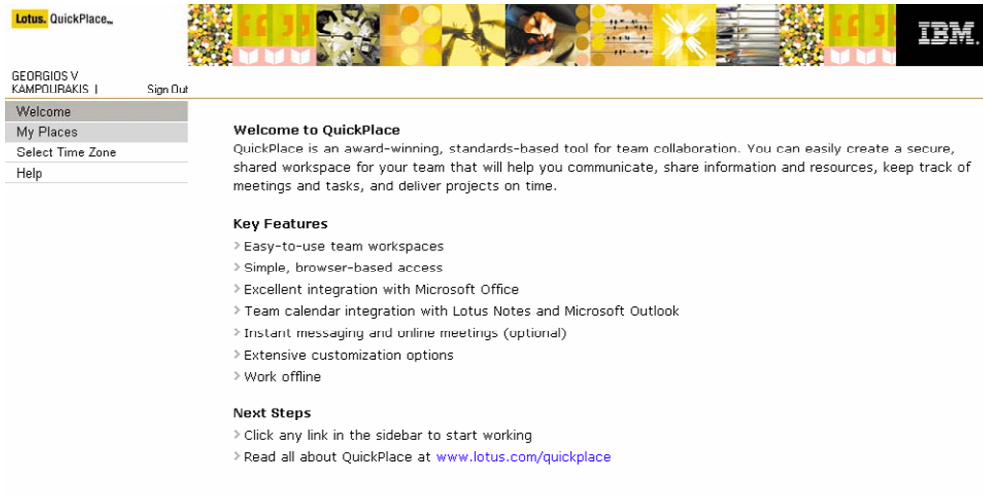 Lotus. QuickPlace™
IBM.
GEORGIOS V
KAMPOURAKIS |
Sign Out
Welcome
My Places
Select Time Zone
Help
Welcome to QuickPlace
QuickPlace is an award-winning, standards-based tool for team collaboration. You can easily create a secure,
shared workspace for your team that will help you communicate, share information and resources, keep track of
meetings and tasks, and deliver projects on time.
Key Features
Easy-to-use team workspaces
Simple, browser-based access
Excellent integration with Microsoft Office
Team calendar integration with Lotus Notes and Microsoft Outlook
Instant messaging and online meetings (optional)
Extensive customization options
Work offline
Next Steps
Click any link in the sidebar to start working
Read all about QuickPlace at www.lotus.com/quickplace